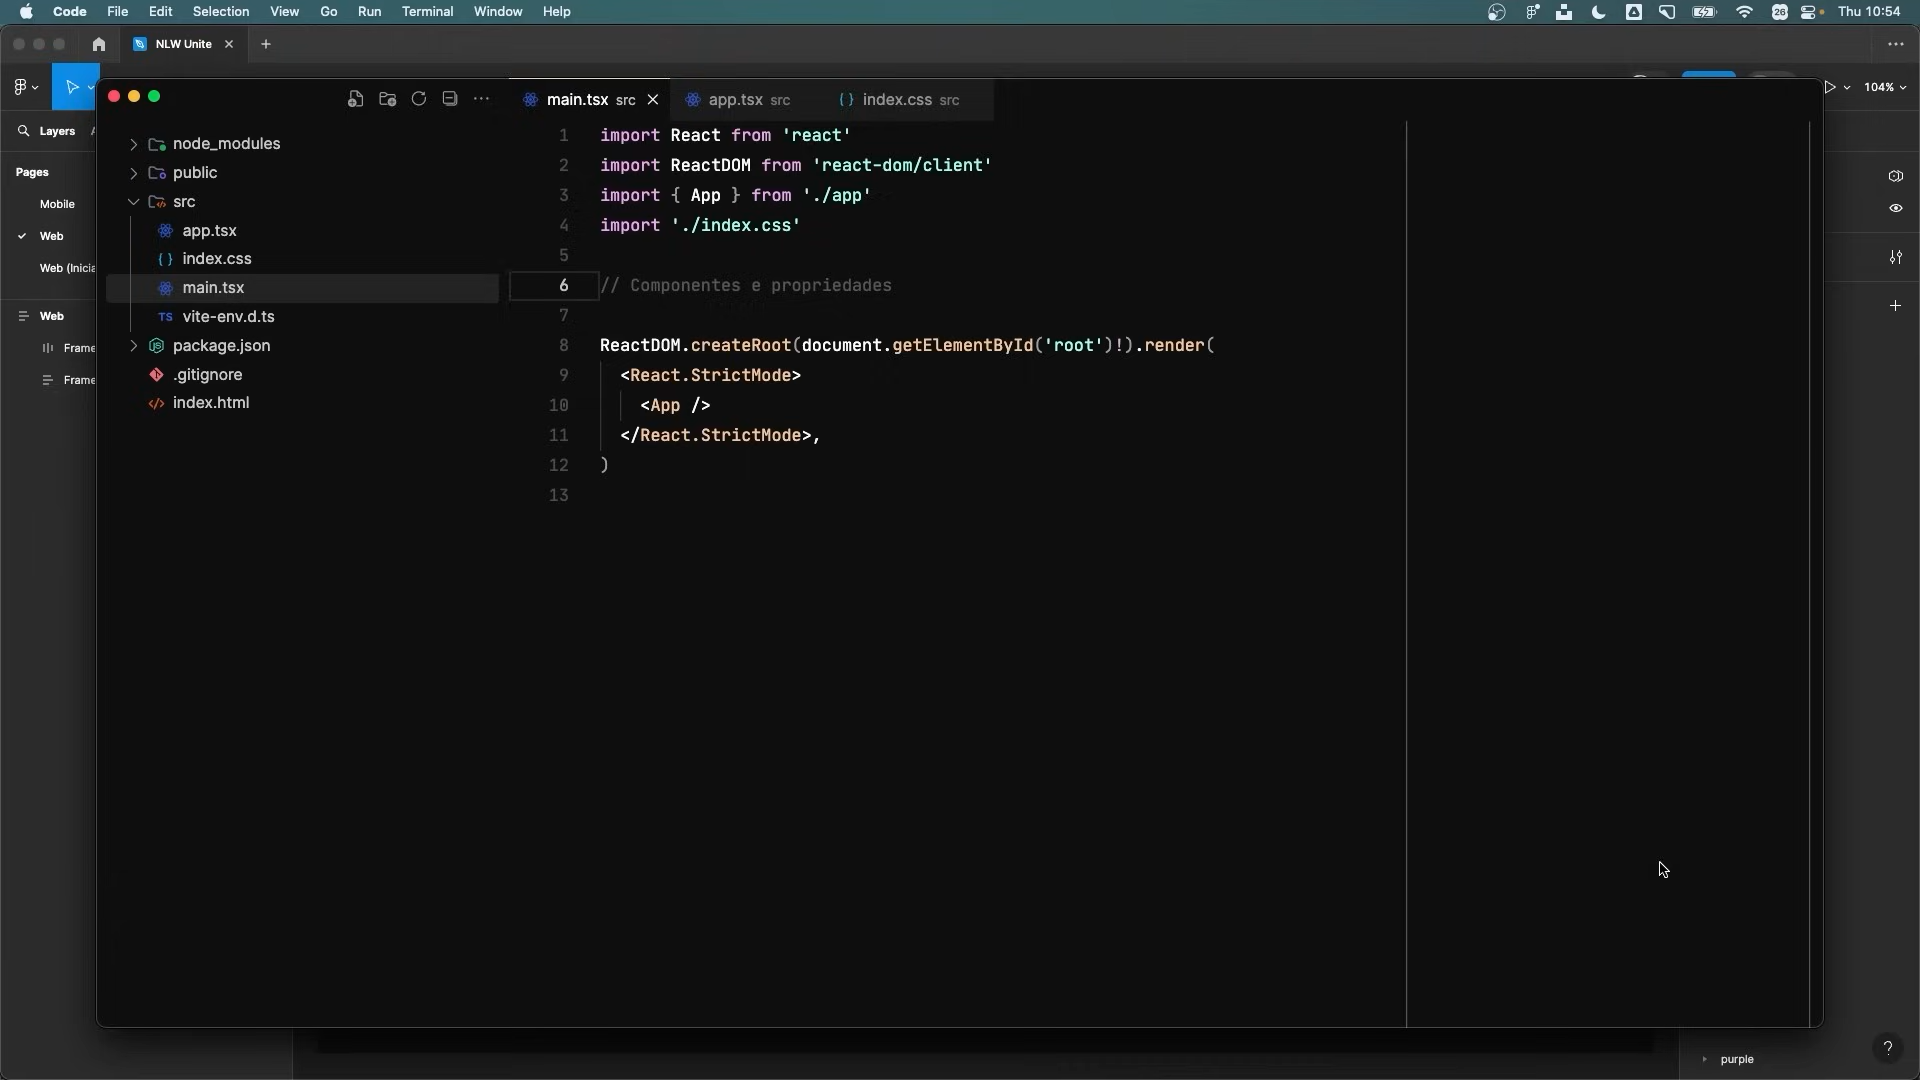 Code File Edit Selection View Go Run Terminal Window Help
26 Thu 10:54
NLW Unite
104%
Layers
Pages
Mobile
Web
Web (Inicia
Web
Frame
Frame
node_modules
public
src
app.tsx
index.css
main.tsx
TS vite-env.d.ts
package.json
.gitignore
index.html
main.tsx src app.tsx src index.css src
1 import React from 'react'
2 import ReactDOM from 'react-dom/client'
3 import { App } from './app'
4 import './index.css'
5
6 // Componentes e propriedades
7
8 ReactDOM.createRoot(document.getElementById('root')!).render(
9 <React.StrictMode>
10 <App />
11 </React.StrictMode>,
12 )
13
purple
?